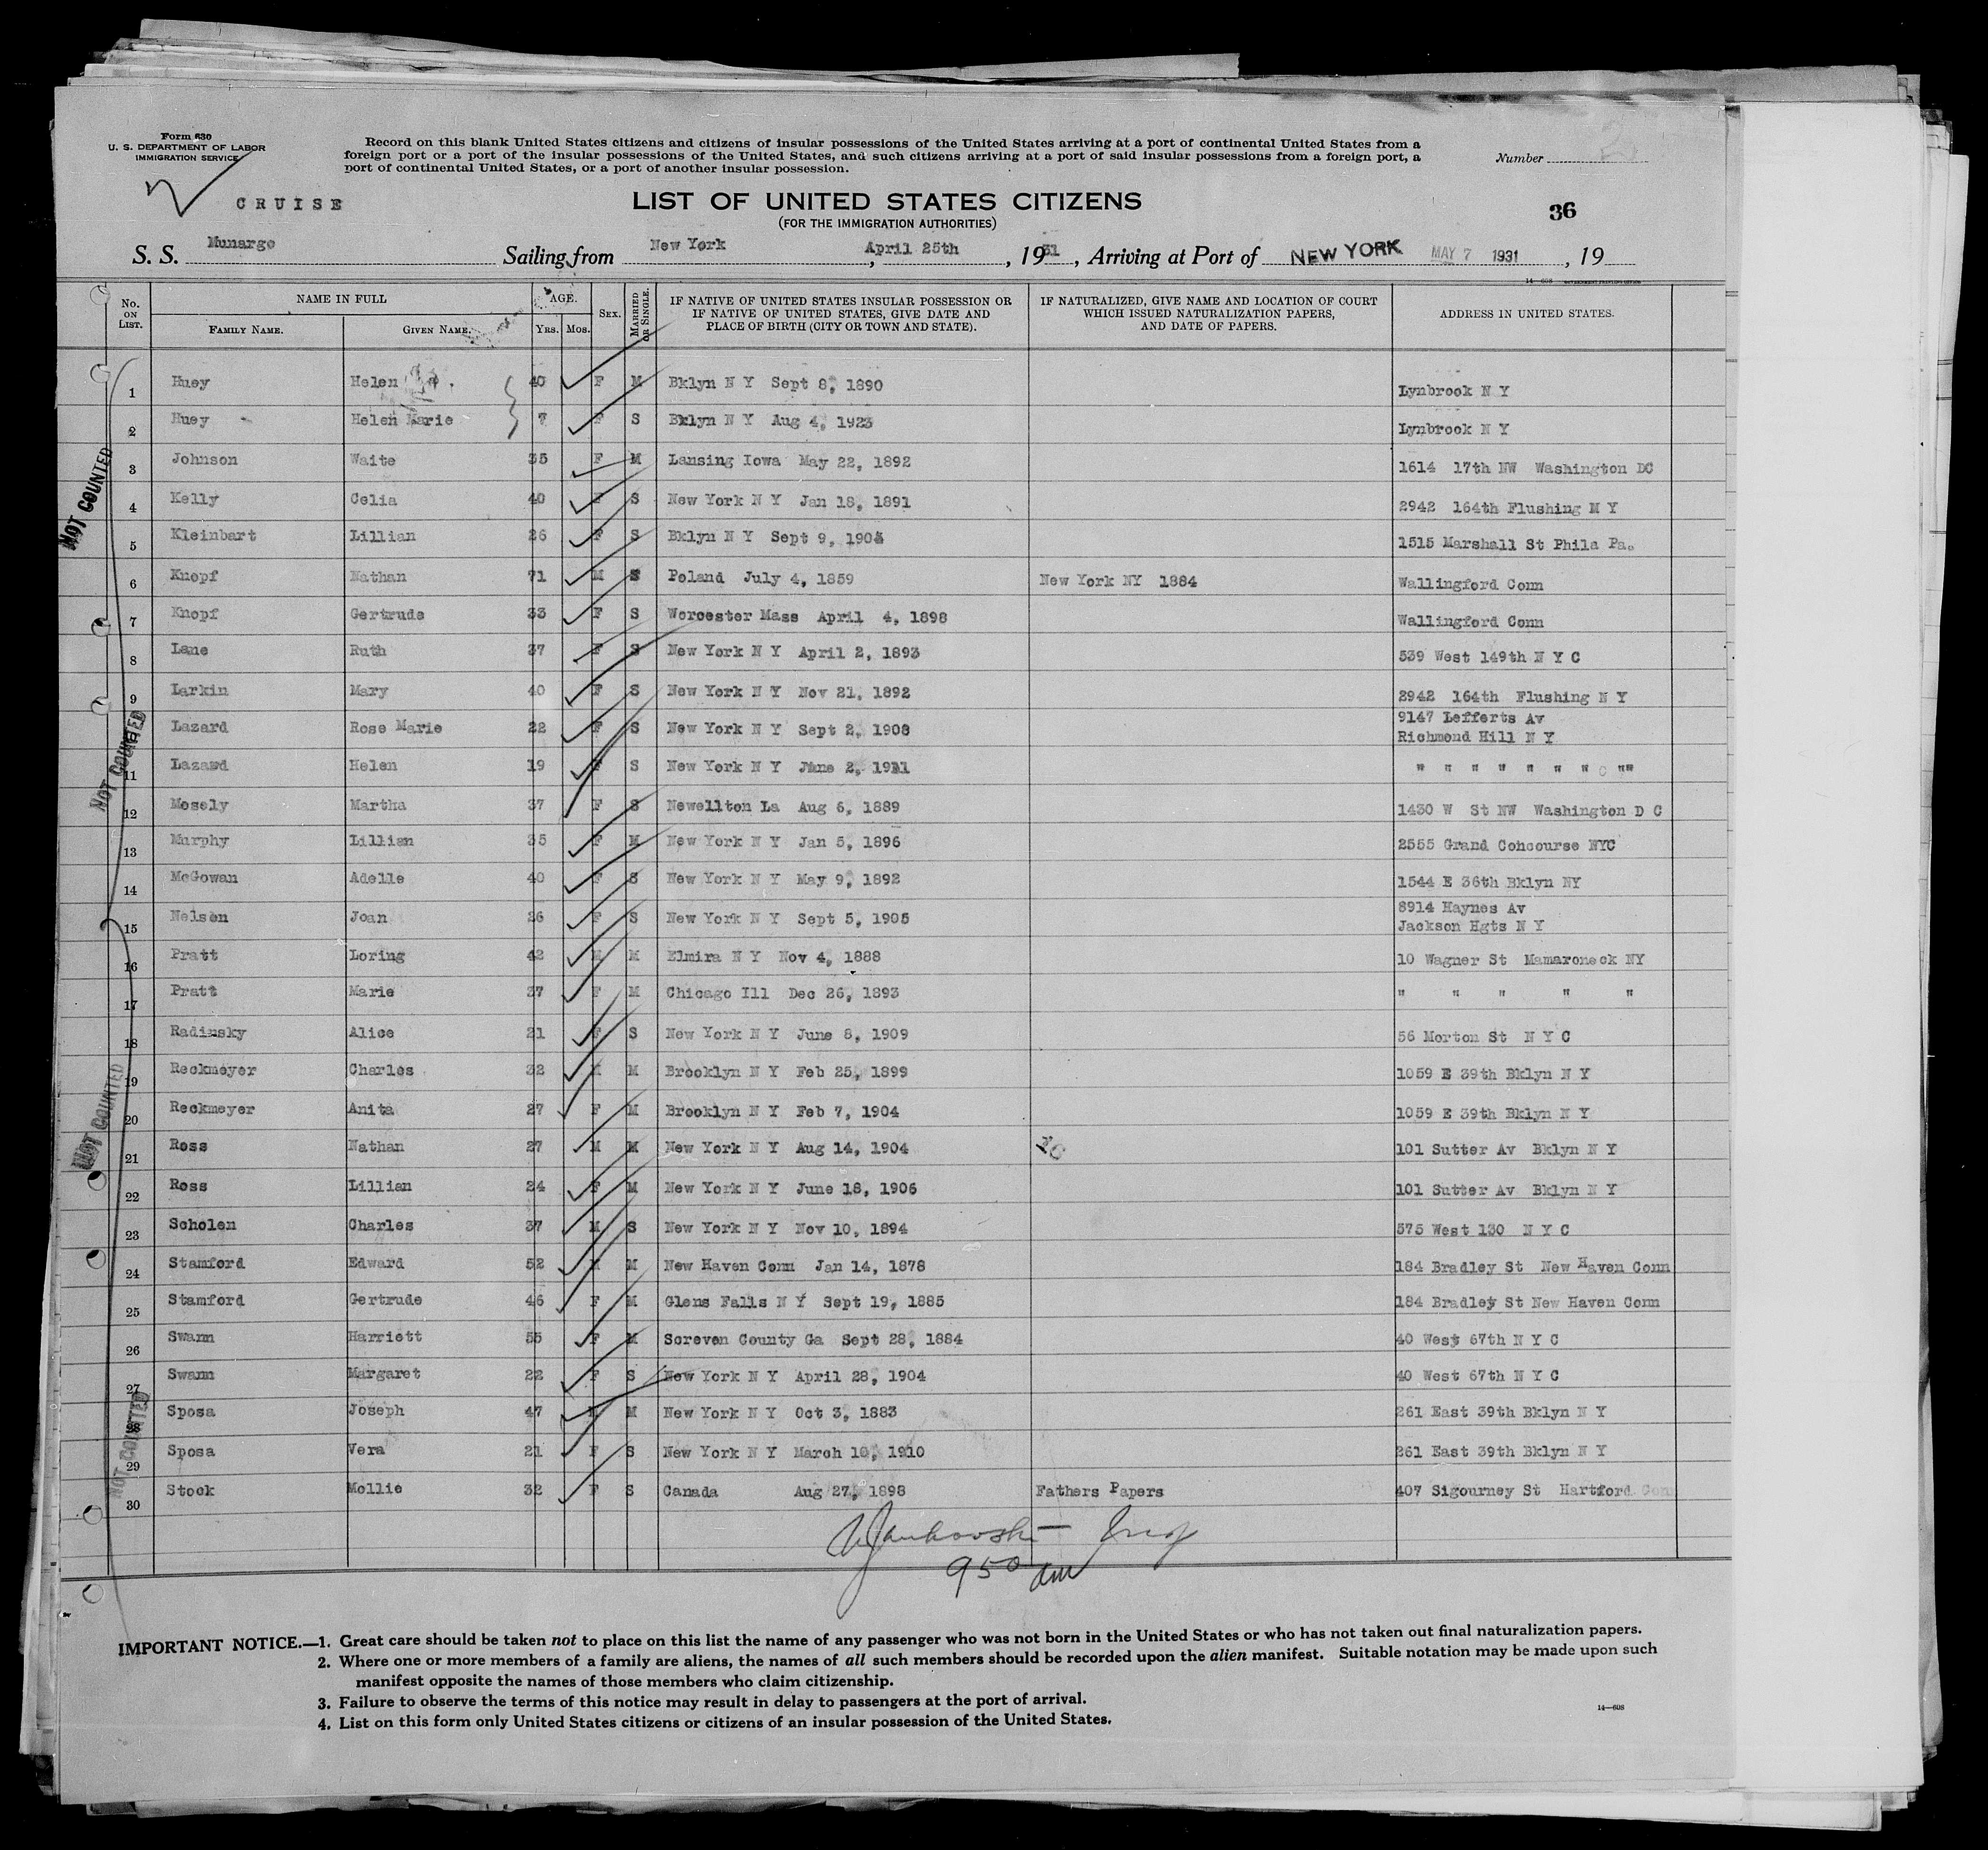 Form 630
U. S. DEPARTMENT OF LABOR
IMMIGRATION SERVICE
Record on this blank United States citizens and citizens of insular possessions of the United States arriving at a port of continental United States from a
foreign port or a port of the insular possessions of the United States, and such citizens arriving at a port of said insular possessions from a foreign port, a
port of continental United States, or a port of another insular possession.
Number
CRUISE
LIST OF UNITED STATES CITIZENS
(FOR THE IMMIGRATION AUTHORITIES)
36
S. S. Munargo Sailing from New York, April 25th, 1931, Arriving at Port of NEW YORK MAY 7 1931, 19
14—608
No. ON LIST. NAME IN FULL AGE. SEX. MARRIED OR SINGLE. IF NATIVE OF UNITED STATES INSULAR POSSESSION OR IF NATIVE OF UNITED STATES, GIVE DATE AND PLACE OF BIRTH (CITY OR TOWN AND STATE). IF NATURALIZED, GIVE NAME AND LOCATION OF COURT WHICH ISSUED NATURALIZATION PAPERS, AND DATE OF PAPERS. ADDRESS IN UNITED STATES.
FAMILY NAME. GIVEN NAME. YRS. MOS.
1 Huey Helen 40 F M Bklyn N Y Sept 8, 1890 Lynbrook N Y
2 Huey Helen Marie 7 F S Bklyn N Y Aug 4, 1923 Lynbrook N Y
3 Johnson Waite 35 F M Lansing Iowa May 22, 1892 1614 17th NW Washington DC
4 Kelly Celia 40 F S New York N Y Jan 18, 1891 2942 164th Flushing N Y
5 Kleinbart Lillian 26 F S Bklyn N Y Sept 9, 1904 1515 Marshall St Phila Pa.
6 Knopf Nathan 71 M S Poland July 4, 1859 New York NY 1884 Wallingford Conn
7 Knopf Gertrude 33 F S Worcester Mass April 4, 1898 Wallingford Conn
8 Lane Ruth 37 F S New York N Y April 2, 1893 539 West 149th N Y C
9 Larkin Mary 40 F S New York N Y Nov 21, 1892 2942 164th Flushing N Y
Lazard Rose Marie 22 F S New York N Y Sept 2, 1908 9147 Lefferts Av
Richmond Hill N Y
11 Lazard Helen 19 F S New York N Y June 2, 1911 " " " " " " " ""
12 Mosely Martha 37 F S Newellton La Aug 6, 1889 1430 W St NW Washington D C
13 Murphy Lillian 35 F M New York N Y Jan 5, 1896 2555 Grand Cohcourse NYC
14 McGowan Adelle 40 F S New York N Y May 9, 1892 1544 E 36th Bklyn NY
15 Nelson Joan 26 F S New York N Y Sept 5, 1905 8914 Haynes Av
Jackson Hgts N Y
16 Pratt Loring 42 M M Elmira N Y Nov 4, 1888 10 Wagner St Mamaroneck NY
17 Pratt Marie 37 F M Chicago Ill Dec 26, 1893 " " " " "
18 Radinsky Alice 21 F S New York N Y June 8, 1909 56 Morton St N Y C
19 Reckmeyer Charles 32 M M Brooklyn N Y Feb 25, 1899 1059 E 39th Bklyn N Y
20 Reckmeyer Anita 27 F M Brooklyn N Y Feb 7, 1904 1059 E 39th Bklyn N Y
21 Ross Nathan 27 M M New York N Y Aug 14, 1904 101 Sutter Av Bklyn N Y
22 Ross Lillian 24 F M New York N Y June 18, 1906 101 Sutter Av Bklyn N Y
23 Scholen Charles 37 M S New York N Y Nov 10, 1894 575 West 130 N Y C
24 Stamford Edward 52 M M New Haven Conn Jan 14, 1878 184 Bradley St New Haven Conn
25 Stamford Gertrude 46 F M Glens Falls N Y Sept 19, 1885 184 Bradley St New Haven Conn
26 Swann Harriett 55 F M Screven County Ga Sept 28, 1884 40 West 67th N Y C
27 Swann Margaret 22 F S New York N Y April 28, 1904 40 West 67th N Y C
28 Sposa Joseph 47 M M New York N Y Oct 3, 1883 261 East 39th Bklyn N Y
29 Sposa Vera 21 F S New York N Y March 10, 1910 261 East 39th Bklyn N Y
30 Stock Mollie 32 F S Canada Aug 27, 1898 Fathers Papers 407 Sigourney St Hartford Conn
NOT COUNTED
NOT COUNTED
NOT COUNTED
NOT COUNTED
950 am
IMPORTANT NOTICE.—1. Great care should be taken not to place on this list the name of any passenger who was not born in the United States or who has not taken out final naturalization papers.
2. Where one or more members of a family are aliens, the names of all such members should be recorded upon the alien manifest. Suitable notation may be made upon such
manifest opposite the names of those members who claim citizenship.
3. Failure to observe the terms of this notice may result in delay to passengers at the port of arrival.
4. List on this form only United States citizens or citizens of an insular possession of the United States.
14—608